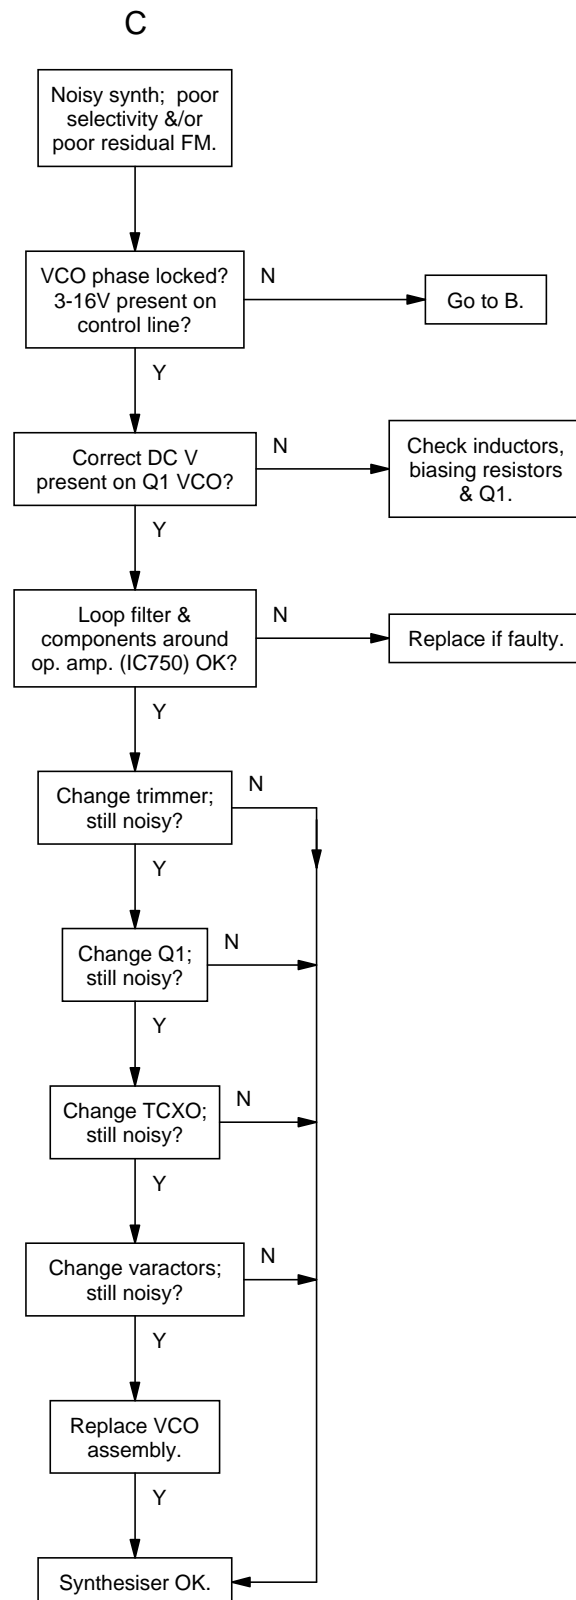 C
Noisy synth; poor
selectivity &/or
poor residual FM.
VCO phase locked?
3-16V present on
control line?
N
Go to B.
Y
Correct DC V
present on Q1 VCO?
N
Check inductors,
biasing resistors
& Q1.
Y
Loop filter &
components around
op. amp. (IC750) OK?
N
Replace if faulty.
Y
Change trimmer;
still noisy?
N
Y
Change Q1;
still noisy?
N
Y
Change TCXO;
still noisy?
N
Y
Change varactors;
still noisy?
N
Y
Replace VCO
assembly.
Y
Synthesiser OK.